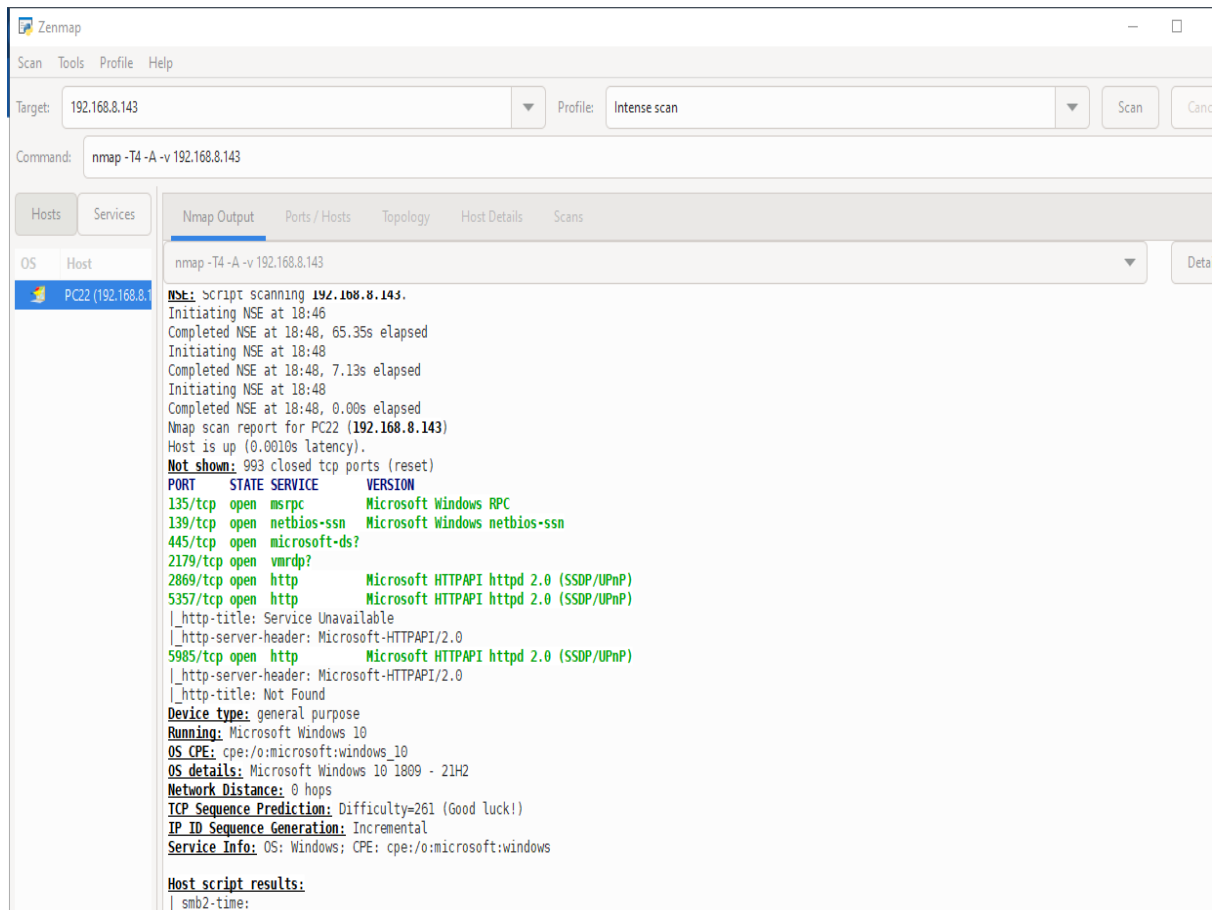 Zenmap
Scan Tools Profile Help
Target: 192.168.8.143 Profile: Intense scan Scan Canc
Command: nmap -T4 -A -v 192.168.8.143
Hosts Services Nmap Output Ports / Hosts Topology Host Details Scans
OS Host nmap -T4 -A -v 192.168.8.143 Deta
PC22 (192.168.8.1
NSE: Script scanning 192.168.8.143.
Initiating NSE at 18:46
Completed NSE at 18:48, 65.35s elapsed
Initiating NSE at 18:48
Completed NSE at 18:48, 7.13s elapsed
Initiating NSE at 18:48
Completed NSE at 18:48, 0.00s elapsed
Nmap scan report for PC22 (192.168.8.143)
Host is up (0.0010s latency).
Not shown: 993 closed tcp ports (reset)
PORT STATE SERVICE VERSION
135/tcp open msrpc Microsoft Windows RPC
139/tcp open netbios-ssn Microsoft Windows netbios-ssn
445/tcp open microsoft-ds?
2179/tcp open vmrdp?
2869/tcp open http Microsoft HTTPAPI httpd 2.0 (SSDP/UPnP)
5357/tcp open http Microsoft HTTPAPI httpd 2.0 (SSDP/UPnP)
|_http-title: Service Unavailable
|_http-server-header: Microsoft-HTTPAPI/2.0
5985/tcp open http Microsoft HTTPAPI httpd 2.0 (SSDP/UPnP)
|_http-server-header: Microsoft-HTTPAPI/2.0
|_http-title: Not Found
Device type: general purpose
Running: Microsoft Windows 10
OS CPE: cpe:/o:microsoft:windows_10
OS details: Microsoft Windows 10 1809 - 21H2
Network Distance: 0 hops
TCP Sequence Prediction: Difficulty=261 (Good luck!)
IP ID Sequence Generation: Incremental
Service Info: OS: Windows; CPE: cpe:/o:microsoft:windows
Host script results:
| smb2-time: